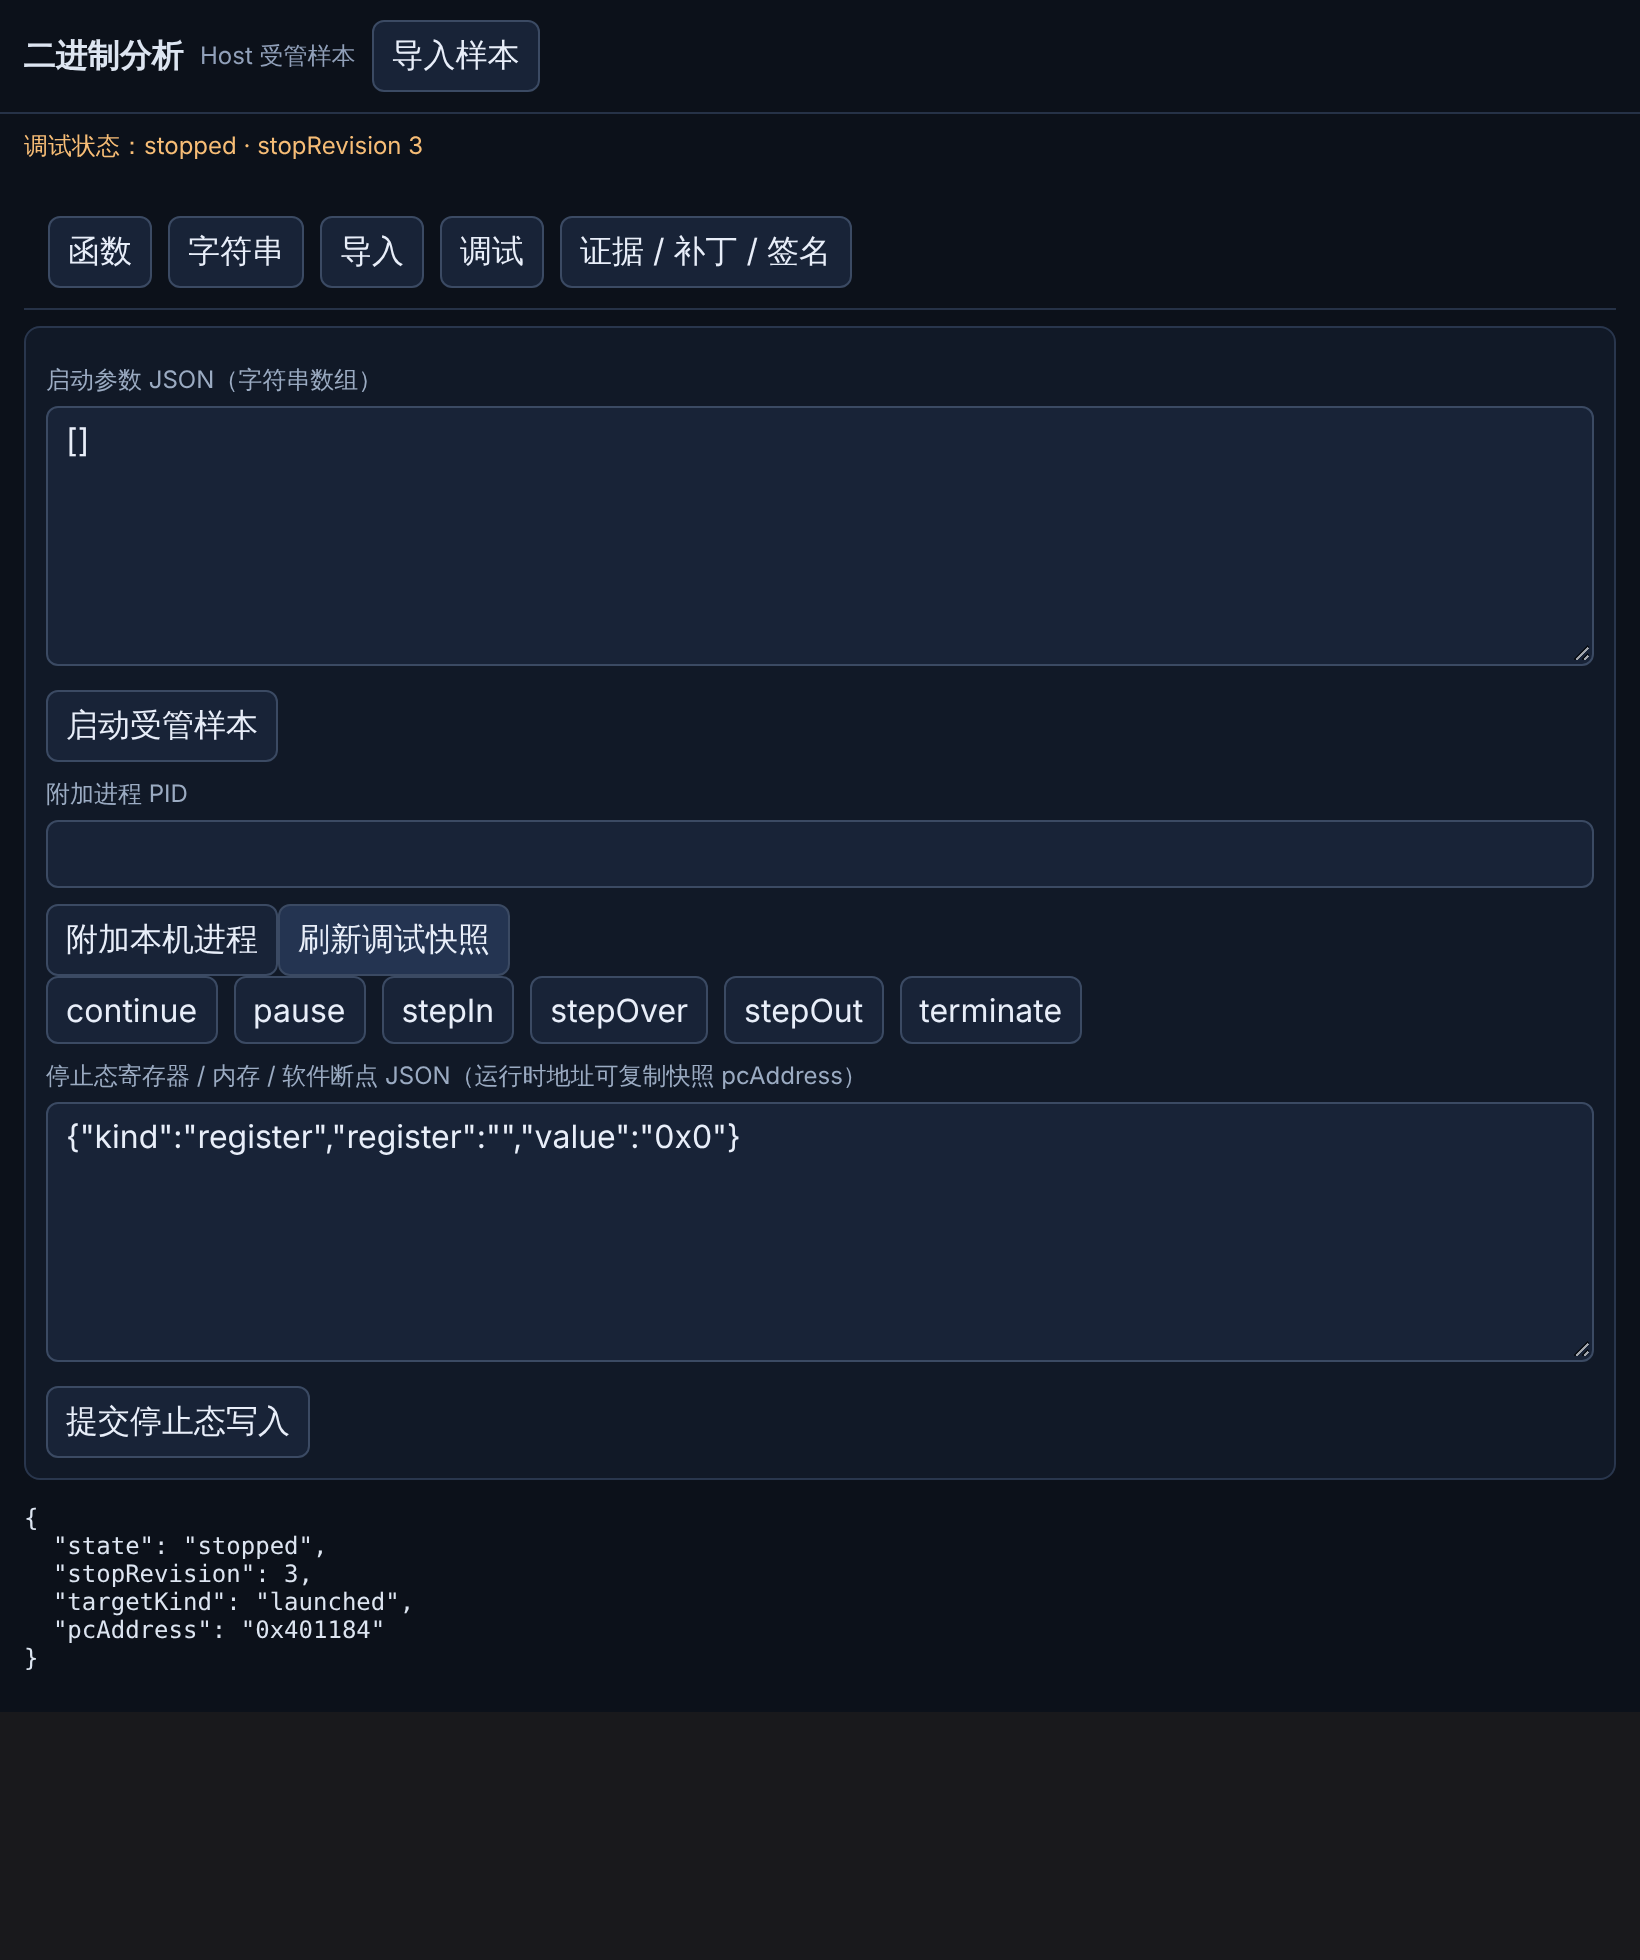 二进制分析 Host 受管样本 导入样本
调试状态：stopped · stopRevision 3
函数 字符串 导入 调试 证据 / 补丁 / 签名
启动参数 JSON（字符串数组）
[]
启动受管样本
附加进程 PID
附加本机进程 刷新调试快照
continue pause stepIn stepOver stepOut terminate
停止态寄存器 / 内存 / 软件断点 JSON（运行时地址可复制快照 pcAddress）
{"kind":"register","register":"","value":"0x0"}
提交停止态写入
{
  "state": "stopped",
  "stopRevision": 3,
  "targetKind": "launched",
  "pcAddress": "0x401184"
}